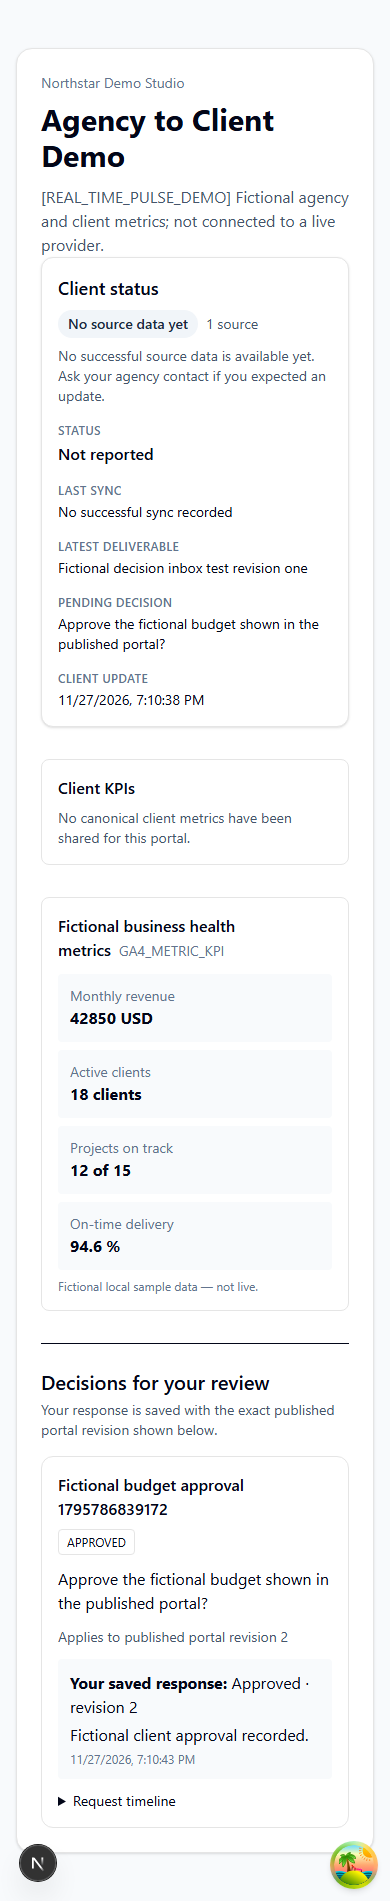 Northstar Demo Studio
Agency to Client
Demo
[REAL_TIME_PULSE_DEMO] Fictional agency
and client metrics; not connected to a live
provider.
Client status
No source data yet 1 source
No successful source data is available yet.
Ask your agency contact if you expected an
update.
STATUS
Not reported
LAST SYNC
No successful sync recorded
LATEST DELIVERABLE
Fictional decision inbox test revision one
PENDING DECISION
Approve the fictional budget shown in the
published portal?
CLIENT UPDATE
11/27/2026, 7:10:38 PM
Client KPIs
No canonical client metrics have been
shared for this portal.
Fictional business health
metrics GA4_METRIC_KPI
Monthly revenue
42850 USD
Active clients
18 clients
Projects on track
12 of 15
On-time delivery
94.6 %
Fictional local sample data — not live.
Decisions for your review
Your response is saved with the exact published
portal revision shown below.
Fictional budget approval
1795786839172
APPROVED
Approve the fictional budget shown in
the published portal?
Applies to published portal revision 2
Your saved response: Approved ·
revision 2
Fictional client approval recorded.
11/27/2026, 7:10:43 PM
▶ Request timeline
N